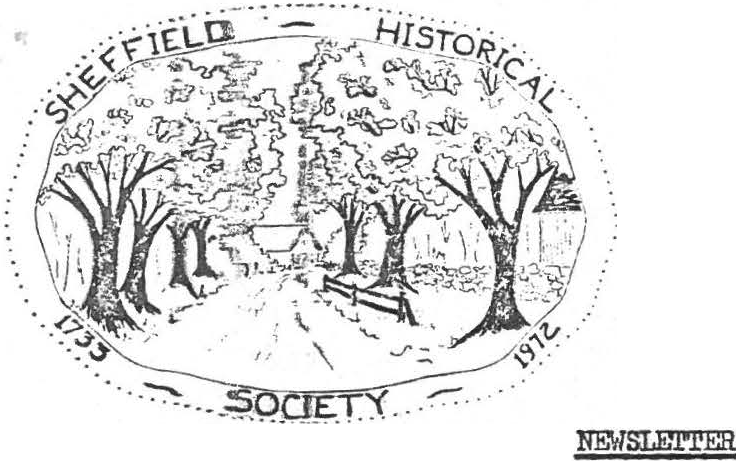 SHEFFIELD — HISTORICAL
1733
1972
SOCIETY
NEWSLETTER